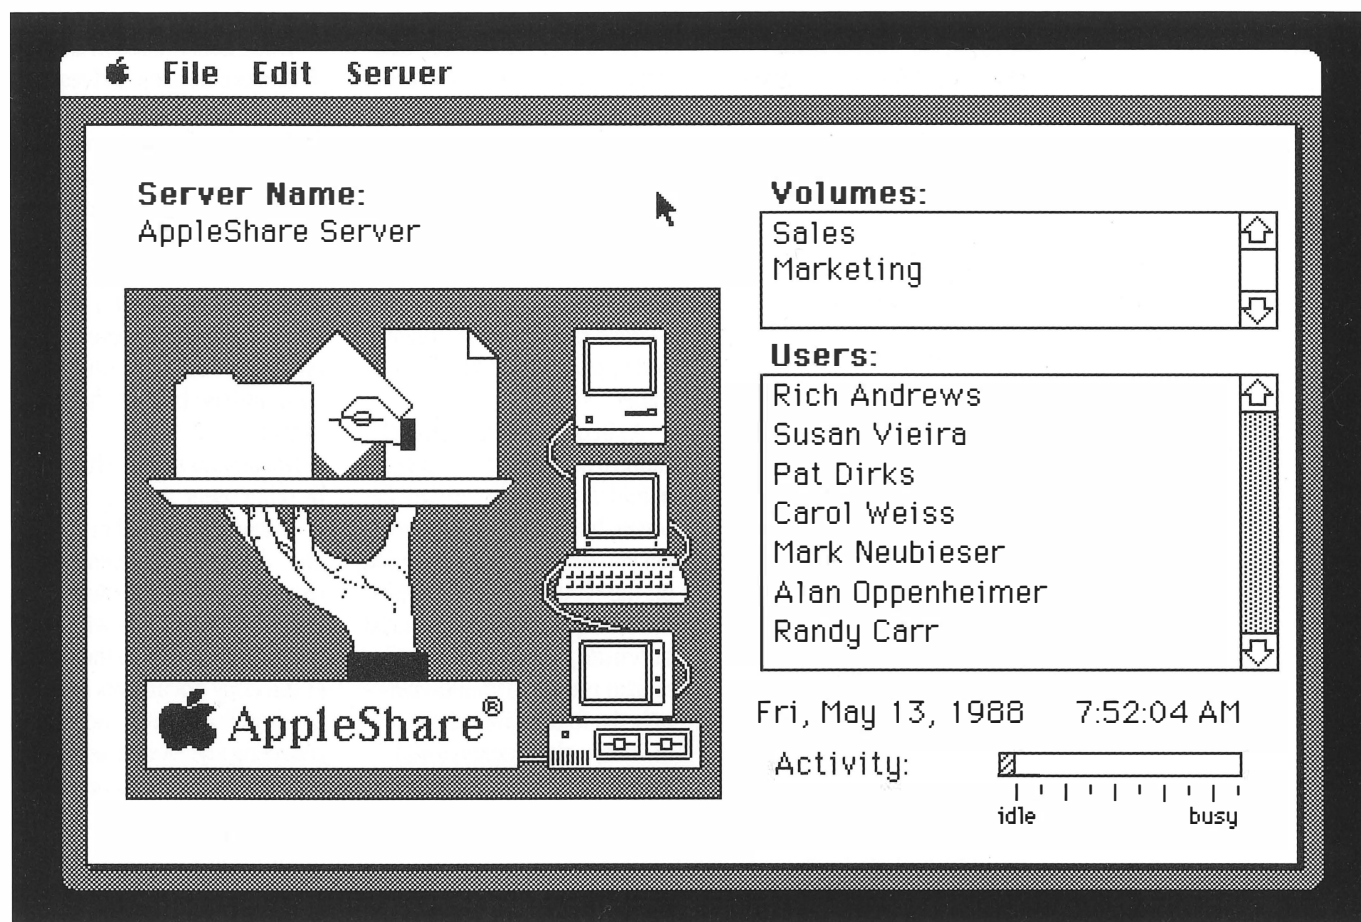 File Edit Server
Server Name:
AppleShare Server
AppleShare®
Volumes:
Sales
Marketing
Users:
Rich Andrews
Susan Vieira
Pat Dirks
Carol Weiss
Mark Neubieser
Alan Oppenheimer
Randy Carr
Fri, May 13, 1988 7:52:04 AM
Activity:
idle busy